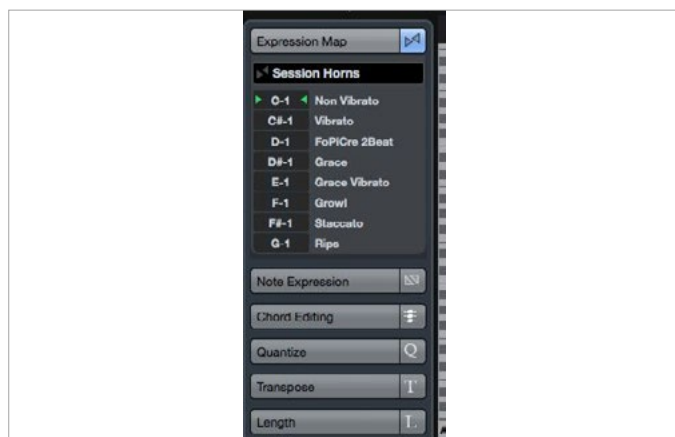 Expression Map
Session Horns
C-1 Non Vibrato
C#-1 Vibrato
D-1 FoPiCre 2Beat
D#-1 Grace
E-1 Grace Vibrato
F-1 Growl
F#-1 Staccato
G-1 Rips
Note Expression
Chord Editing
Quantize Q
Transpose T
Length L